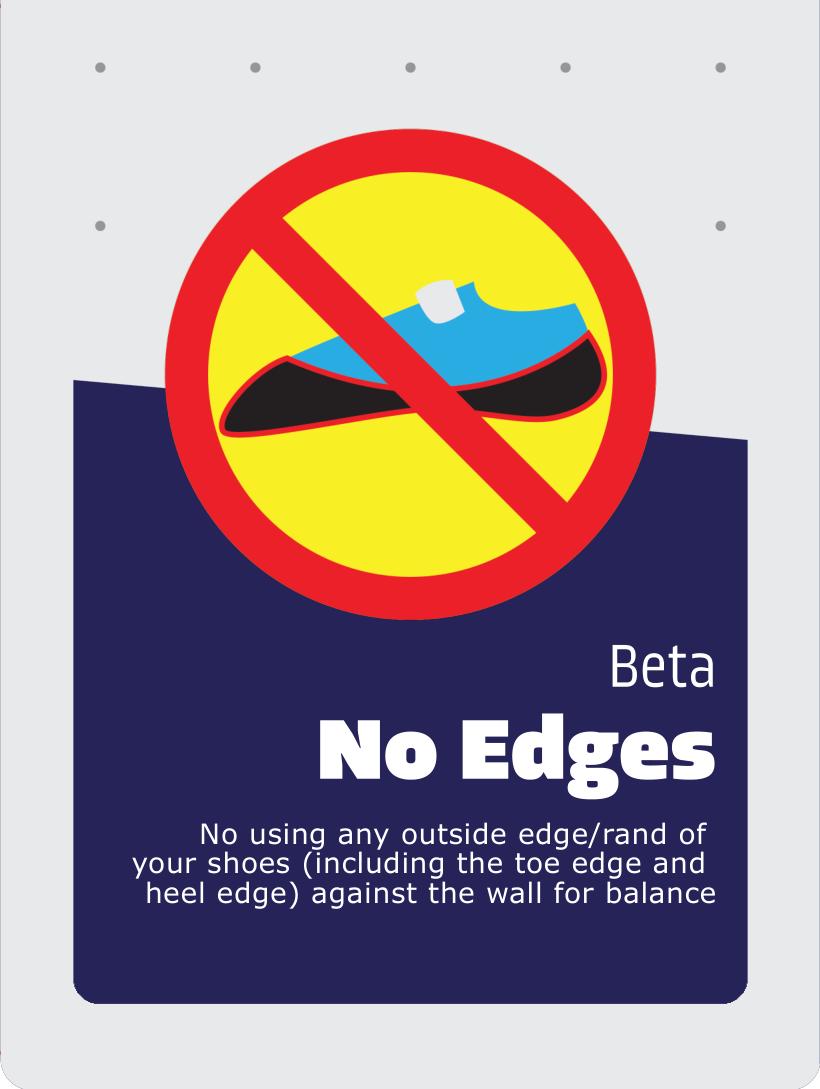 Beta
No Edges
No using any outside edge/rand of
your shoes (including the toe edge and
heel edge) against the wall for balance